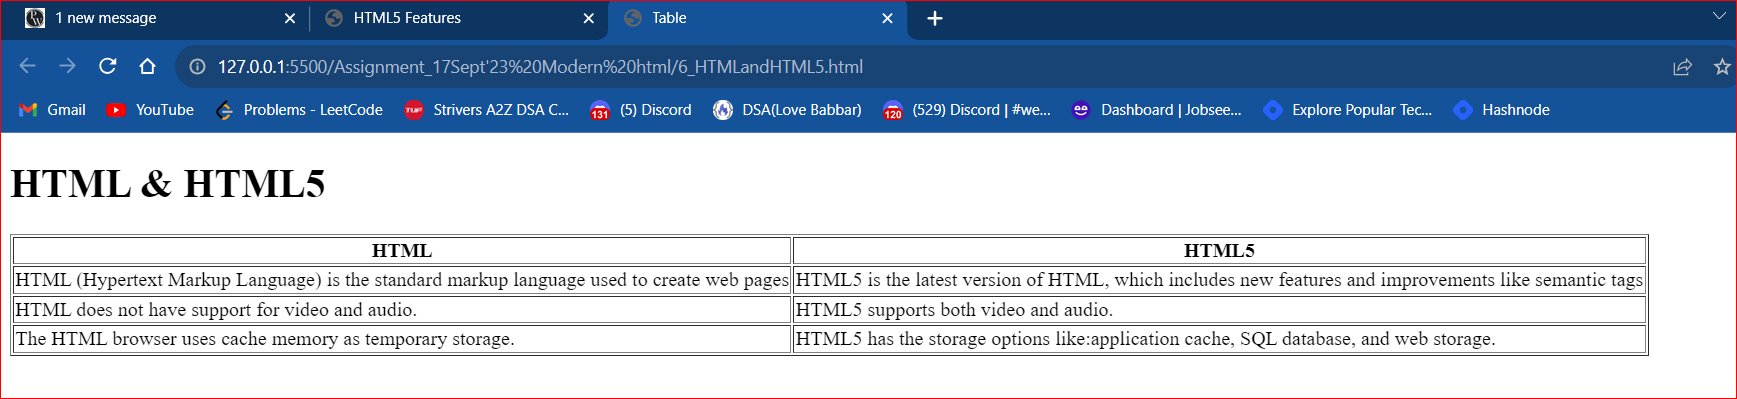 1 new message
HTML5 Features
Table
127.0.0.1:5500/Assignment_17Sept'23%20Modern%20html/6_HTMLandHTML5.html
Gmail
YouTube
Problems - LeetCode
TUF
Strivers A2Z DSA C...
131
(5) Discord
DSA(Love Babbar)
120
(529) Discord | #we...
Dashboard | Jobsee...
Explore Popular Tec...
Hashnode
HTML & HTML5
HTML
HTML5
HTML (Hypertext Markup Language) is the standard markup language used to create web pages
HTML5 is the latest version of HTML, which includes new features and improvements like semantic tags
HTML does not have support for video and audio.
HTML5 supports both video and audio.
The HTML browser uses cache memory as temporary storage.
HTML5 has the storage options like:application cache, SQL database, and web storage.